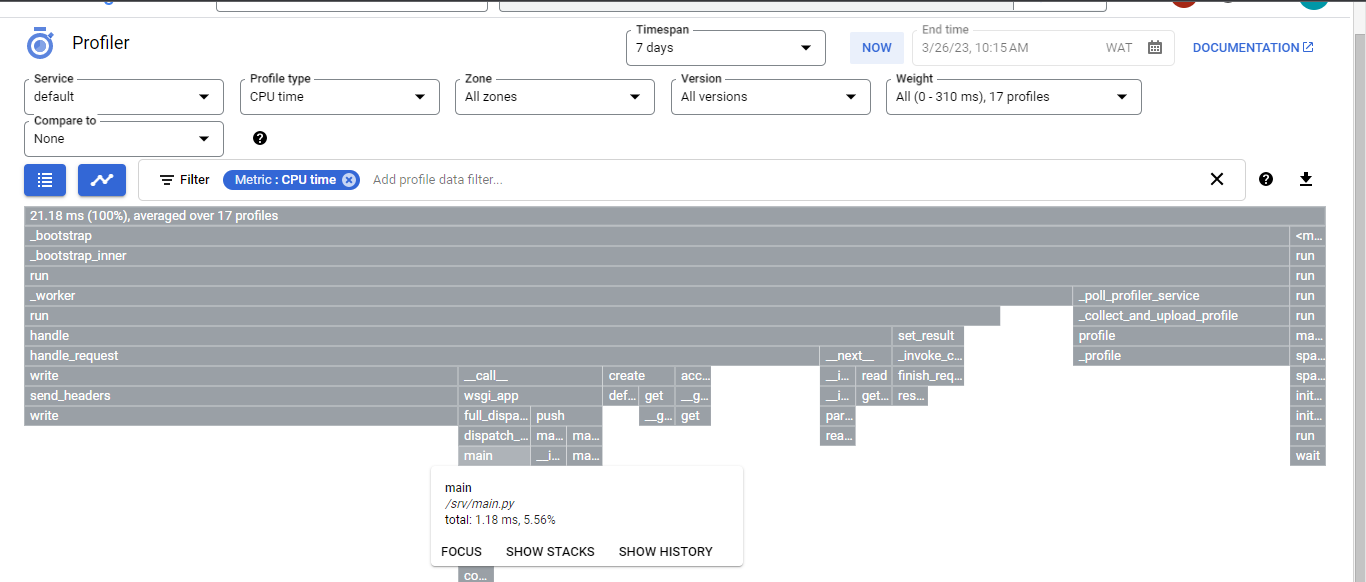 Timespan
End time
Profiler
7 days
NOW
3/26/23, 10:15 AM
WAT
DOCUMENTATION
Service
Profile type
Zone
Version
Weight
default
CPU time
All zones
All versions
All (0 - 310 ms), 17 profiles
Compare to
None
Filter
Metric : CPU time
Add profile data filter...
21.18 ms (100%), averaged over 17 profiles
_bootstrap
<m...
_bootstrap_inner
run
run
run
_worker
_poll_profiler_service
run
run
_collect_and_upload_profile
run
handle
set_result
profile
ma...
handle_request
__next__
_invoke_c...
_profile
spa...
write
__call__
create
acc...
__i...
read
finish_req...
spa...
send_headers
wsgi_app
def...
get
__g...
__i...
get...
res...
init...
write
full_dispa...
push
__g...
get
par...
init...
dispatch_...
ma...
ma...
rea...
run
main
__i...
ma...
wait
main
/srv/main.py
total: 1.18 ms, 5.56%
FOCUS
SHOW STACKS
SHOW HISTORY
co...